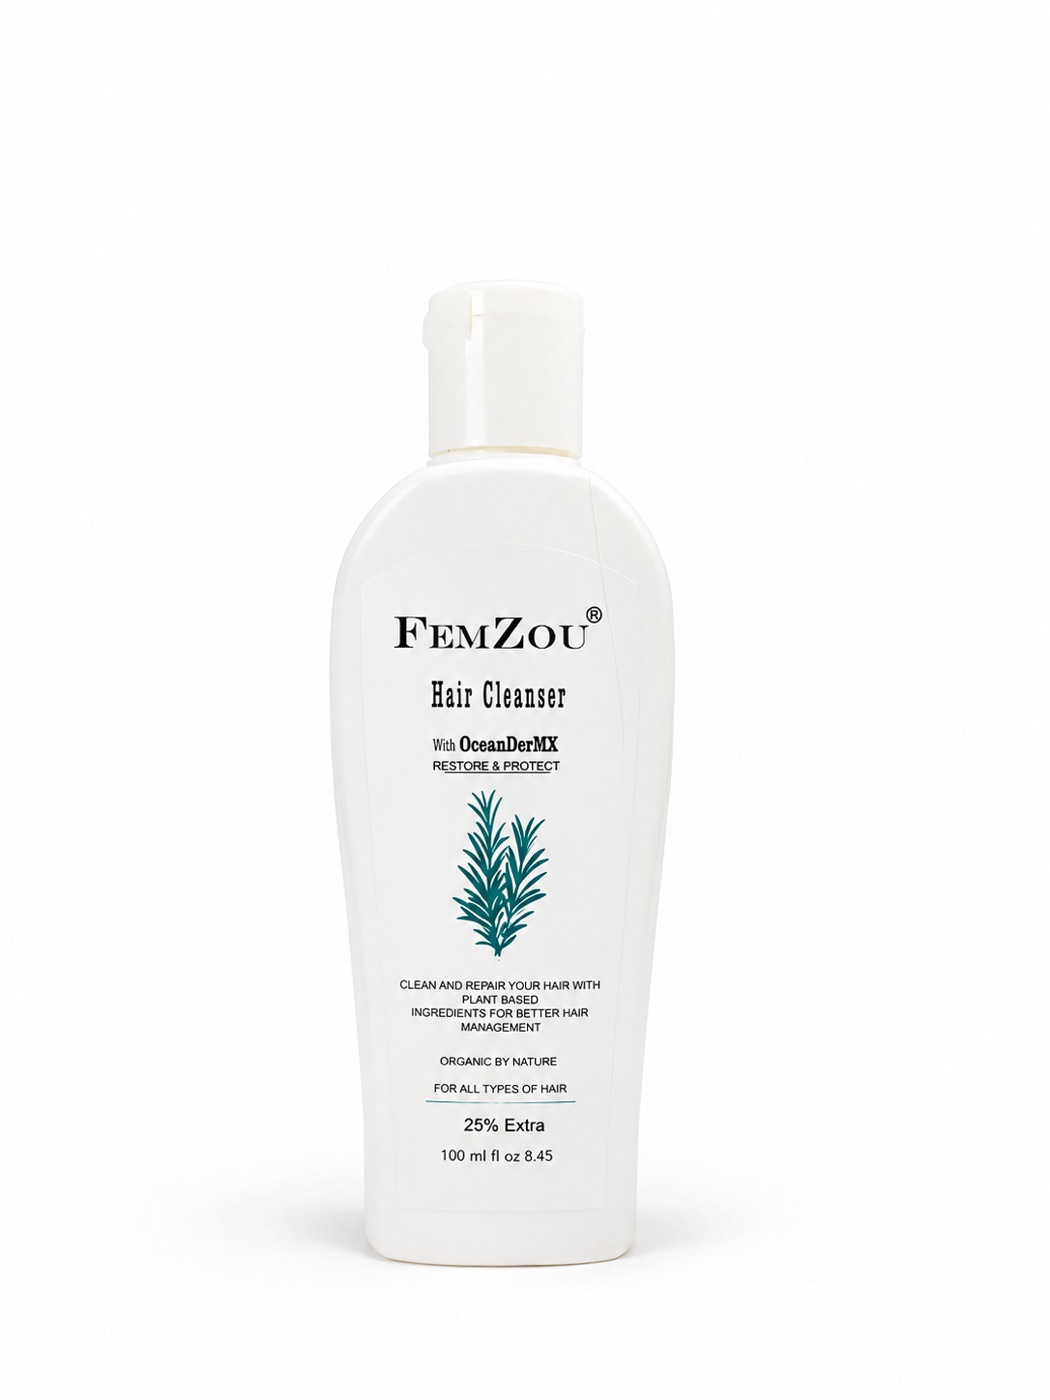 FEMZOU®
Hair Cleanser
With OceanDerMX
RESTORE & PROTECT
CLEAN AND REPAIR YOUR HAIR WITH
PLANT BASED
INGREDIENTS FOR BETTER HAIR
MANAGEMENT
ORGANIC BY NATURE
FOR ALL TYPES OF HAIR
25% Extra
100 ml fl oz 8.45